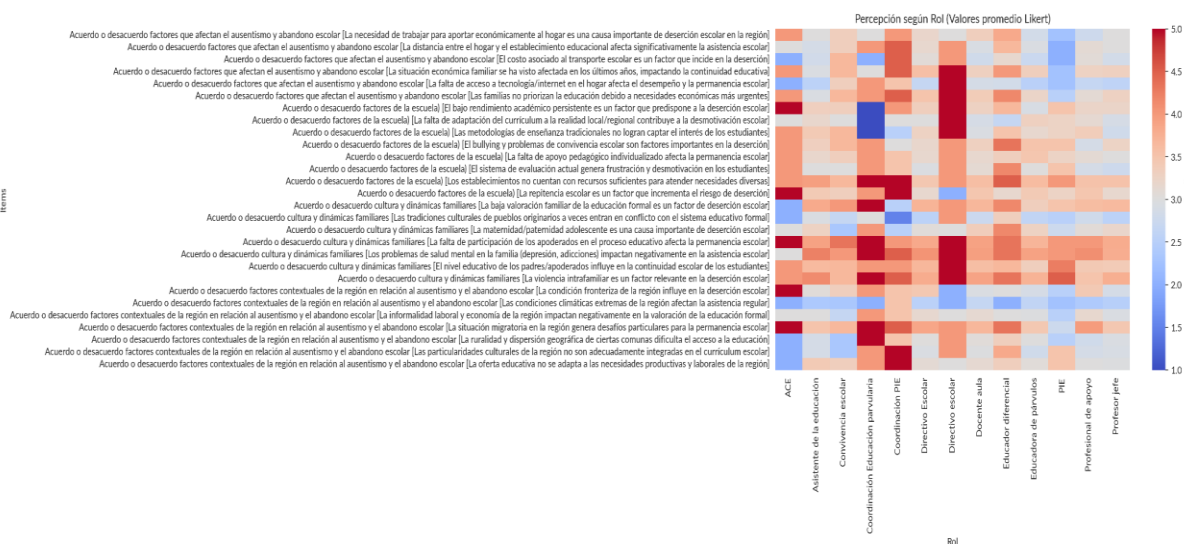 Percepción según Rol (Valores promedio Likert)
Acuerdo o desacuerdo factores que afectan el ausentismo y abandono escolar [La necesidad de trabajar para aportar económicamente al hogar es una causa importante de deserción escolar en la región]
Acuerdo o desacuerdo factores que afectan el ausentismo y abandono escolar [La distancia entre el hogar y el establecimiento educacional afecta significativamente la asistencia escolar]
Acuerdo o desacuerdo factores que afectan el ausentismo y abandono escolar [El costo asociado al transporte escolar es un factor que incide en la deserción]
Acuerdo o desacuerdo factores que afectan el ausentismo y abandono escolar [La situación económica familiar se ha visto afectada en los últimos años, impactando la continuidad educativa]
Acuerdo o desacuerdo factores que afectan el ausentismo y abandono escolar [La falta de acceso a tecnología/internet en el hogar afecta el desempeño y la permanencia escolar]
Acuerdo o desacuerdo factores que afectan el ausentismo y abandono escolar [Las familias no priorizan la educación debido a necesidades económicas más urgentes]
Acuerdo o desacuerdo factores de la escuela) [El bajo rendimiento académico persistente es un factor que predispone a la deserción escolar]
Acuerdo o desacuerdo factores de la escuela) [La falta de adaptación del curriculum a la realidad local/regional contribuye a la desmotivación escolar]
Acuerdo o desacuerdo factores de la escuela) [Las metodologías de enseñanza tradicionales no logran captar el interés de los estudiantes]
Acuerdo o desacuerdo factores de la escuela) [El bullying y problemas de convivencia escolar son factores importantes en la deserción]
Acuerdo o desacuerdo factores de la escuela) [La falta de apoyo pedagógico individualizado afecta la permanencia escolar]
Acuerdo o desacuerdo factores de la escuela) [El sistema de evaluación actual genera frustración y desmotivación en los estudiantes]
Acuerdo o desacuerdo factores de la escuela) [Los establecimientos no cuentan con recursos suficientes para atender necesidades diversas]
Acuerdo o desacuerdo factores de la escuela) [La repitencia escolar es un factor que incrementa el riesgo de deserción]
Acuerdo o desacuerdo cultura y dinámicas familiares [La baja valoración familiar de la educación formal es un factor de deserción escolar]
Acuerdo o desacuerdo cultura y dinámicas familiares [Las tradiciones culturales de pueblos originarios a veces entran en conflicto con el sistema educativo formal]
Acuerdo o desacuerdo cultura y dinámicas familiares [La maternidad/paternidad adolescente es una causa importante de deserción escolar]
Acuerdo o desacuerdo cultura y dinámicas familiares [La falta de participación de los apoderados en el proceso educativo afecta la permanencia escolar]
Acuerdo o desacuerdo cultura y dinámicas familiares [Los problemas de salud mental en la familia (depresión, adicciones) impactan negativamente en la asistencia escolar]
Acuerdo o desacuerdo cultura y dinámicas familiares [El nivel educativo de los padres/apoderados influye en la continuidad escolar de los estudiantes]
Acuerdo o desacuerdo cultura y dinámicas familiares [La violencia intrafamiliar es un factor relevante en la deserción escolar]
Acuerdo o desacuerdo factores contextuales de la región en relación al ausentismo y el abandono escolar [La condición fronteriza de la región influye en la deserción escolar]
Acuerdo o desacuerdo factores contextuales de la región en relación al ausentismo y el abandono escolar [Las condiciones climáticas extremas de la región afectan la asistencia regular]
Acuerdo o desacuerdo factores contextuales de la región en relación al ausentismo y el abandono escolar [La informalidad laboral y economía de la región impactan negativamente en la valoración de la educación formal]
Acuerdo o desacuerdo factores contextuales de la región en relación al ausentismo y el abandono escolar [La situación migratoria en la región genera desafíos particulares para la permanencia escolar]
Acuerdo o desacuerdo factores contextuales de la región en relación al ausentismo y el abandono escolar [La ruralidad y dispersión geográfica de ciertas comunas dificulta el acceso a la educación]
Acuerdo o desacuerdo factores contextuales de la región en relación al ausentismo y el abandono escolar [Las particularidades culturales de la región no son adecuadamente integradas en el curriculum escolar]
Acuerdo o desacuerdo factores contextuales de la región en relación al ausentismo y el abandono escolar [La oferta educativa no se adapta a las necesidades productivas y laborales de la región]
Items
ACE
Asistente de la educación
Convivencia escolar
Coordinación Educación parvularia
Coordinación PIE
Directivo Escolar
Directivo escolar
Docente aula
Educador diferencial
Educadora de párvulos
PIE
Profesional de apoyo
Profesor jefe
Rol
5.0
4.5
4.0
3.5
3.0
2.5
2.0
1.5
1.0